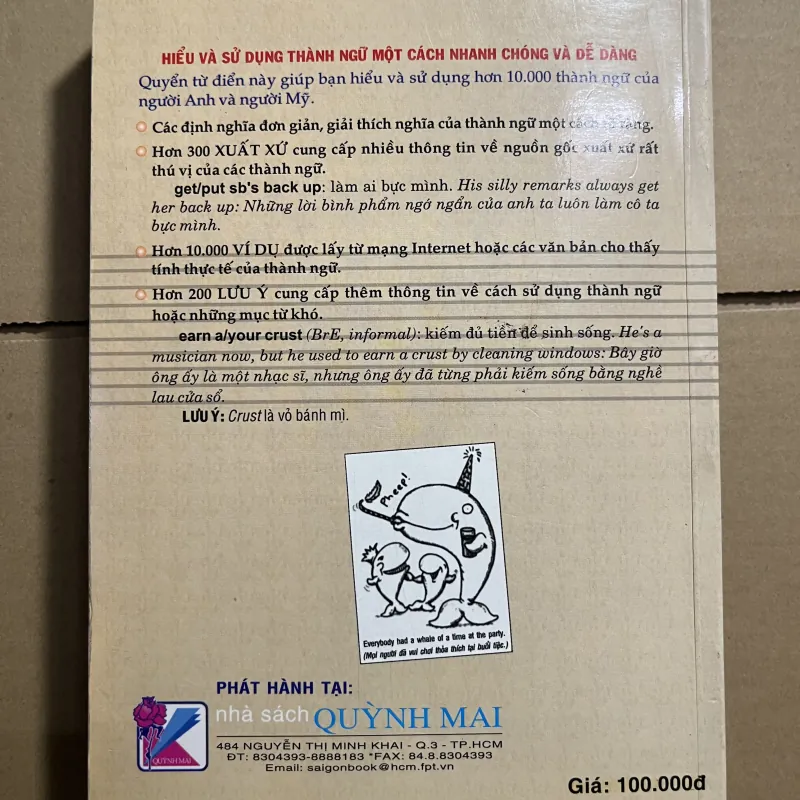 HIỂU VÀ SỬ DỤNG THÀNH NGỮ MỘT CÁCH NHANH CHÓNG VÀ DỄ DÀNG
Quyển từ điển này giúp bạn hiểu và sử dụng hơn 10.000 thành ngữ của
người Anh và người Mỹ.
Các định nghĩa đơn giản, giải thích nghĩa của thành ngữ một cách rõ ràng.
Hơn 300 XUẤT XỨ cung cấp nhiều thông tin về nguồn gốc xuất xứ rất
thú vị của các thành ngữ.
get/put sb's back up: làm ai bực mình. His silly remarks always get
her back up: Những lời bình phẩm ngớ ngẩn của anh ta luôn làm cô ta
bực mình.
Hơn 10.000 VÍ DỤ được lấy từ mạng Internet hoặc các văn bản cho thấy
tính thực tế của thành ngữ.
Hơn 200 LƯU Ý cung cấp thêm thông tin về cách sử dụng thành ngữ
hoặc những mục từ khó.
earn a/your crust (BrE, informal): kiếm đủ tiền để sinh sống. He's a
musician now, but he used to earn a crust by cleaning windows: Bây giờ
ông ấy là một nhạc sĩ, nhưng ông ấy đã từng phải kiếm sống bằng nghề
lau cửa sổ.
LƯU Ý: Crust là vỏ bánh mì.
Pheep!
Everybody had a whale of a time at the party.
(Mọi người đã vui chơi thỏa thích tại buổi tiệc.)
PHÁT HÀNH TẠI:
nhà sách QUỲNH MAI
QUỲNH MAI
484 NGUYỄN THỊ MINH KHAI - Q.3 - TP.HCM
ĐT: 8304393-8888183 *FAX: 84.8.8304393
Email: saigonbook@hcm.fpt.vn
Giá: 100.000đ